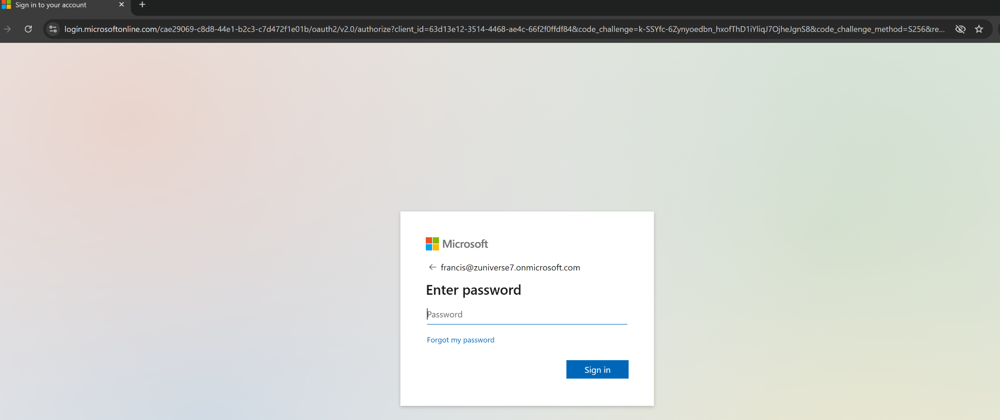 Sign in to your account
login.microsoftonline.com/cae29069-c8d8-44e1-b2c3-c7d472f1e01b/oauth2/v2.0/authorize?client_id=63d13e12-3514-4468-ae4c-66f2f0ffdf84&code_challenge=k-SSYfc-6Zynyoedbn_hxofThD1iYliqJ7OjheJgnS8&code_challenge_method=S256&re...
Microsoft
francis@zuniverse7.onmicrosoft.com
Enter password
Password
Forgot my password
Sign in